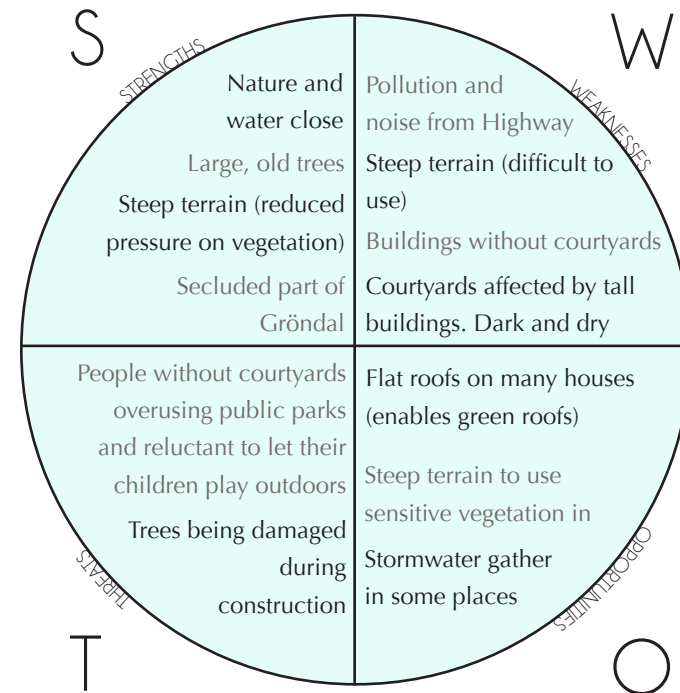 S
STRENGTHS
Nature and
water close
Large, old trees
Steep terrain (reduced
pressure on vegetation)
Secluded part of
Gröndal
W
WEAKNESSES
Pollution and
noise from Highway
Steep terrain (difficult to
use)
Buildings without courtyards
Courtyards affected by tall
buildings. Dark and dry
People without courtyards
overusing public parks
and reluctant to let their
children play outdoors
Trees being damaged
during
construction
THREATS
T
Flat roofs on many houses
(enables green roofs)
Steep terrain to use
sensitive vegetation in
Stormwater gather
in some places
OPPORTUNITIES
O